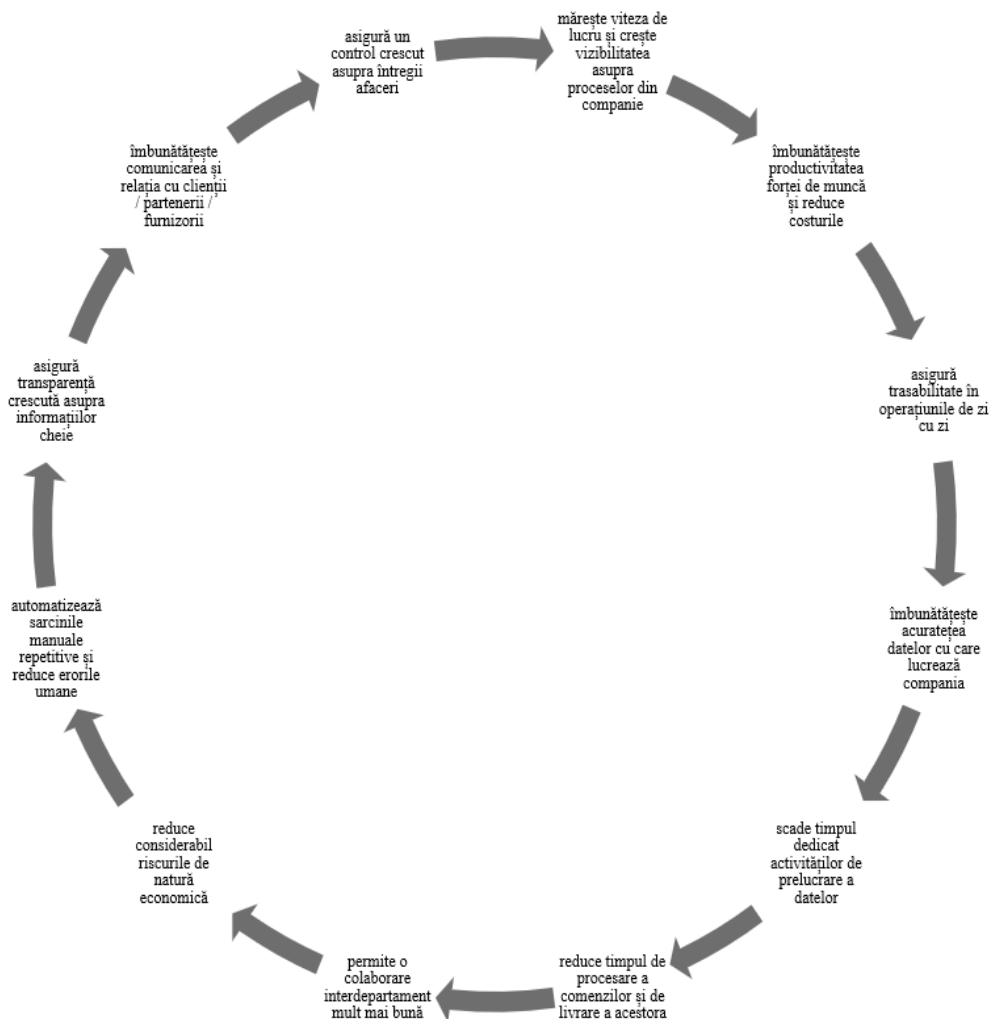 mărește viteza de
lucru și crește
vizibilitatea
asupra
proceselor din
companie
îmbunătățește
productivitatea
forței de muncă
și reduce
costurile
asigură
trasabilitate în
operațiunile de zi
cu zi
îmbunătățește
acuratețea
datelor cu care
lucrează
compania
scade timpul
dedicat
activităților de
prelucrare a
datelor
reduce timpul de
procesare a
comenzilor și de
livrare a acestora
permite o
colaborare
interdepartament
mult mai bună
reduce
considerabil
riscurile de
natură
economică
automatizează
sarcinile
manuale
repetitive și
reduce erorile
umane
asigură
transparență
crescută asupra
informațiilor
cheie
îmbunătățește
comunicarea și
relația cu clienții
/ partenerii /
furnizorii
asigură un
control crescut
asupra întregii
afaceri